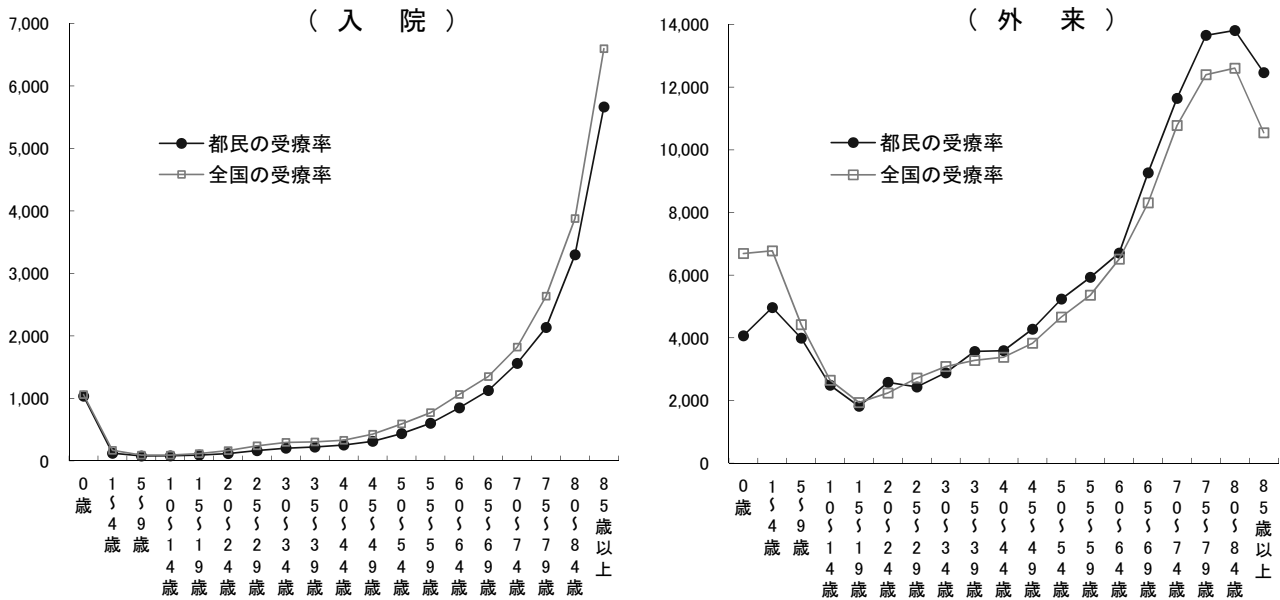 （ 入 院 ）
7,000
6,000
5,000
4,000
3,000
2,000
1,000
0
都民の受療率
全国の受療率
0歳
1～4歳
5～9歳
10～14歳
15～19歳
20～24歳
25～29歳
30～34歳
35～39歳
40～44歳
45～49歳
50～54歳
55～59歳
60～64歳
65～69歳
70～74歳
75～79歳
80～84歳
85歳以上
（ 外 来 ）
14,000
12,000
10,000
8,000
6,000
4,000
2,000
0
都民の受療率
全国の受療率
0歳
1～4歳
5～9歳
10～14歳
15～19歳
20～24歳
25～29歳
30～34歳
35～39歳
40～44歳
45～49歳
50～54歳
55～59歳
60～64歳
65～69歳
70～74歳
75～79歳
80～84歳
85歳以上